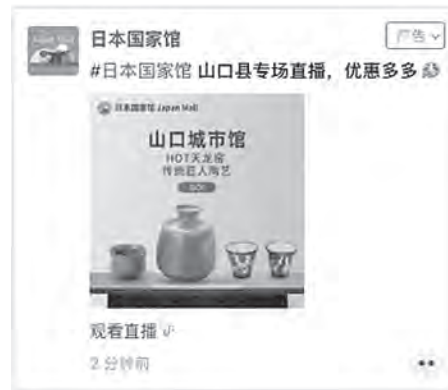 日本国家馆
广告
#日本国家馆 山口县专场直播，优惠多多
日本国家馆 Japan Mall
山口城市馆
HOT天龙窑
传统匠人陶艺
观看直播
2 分钟前